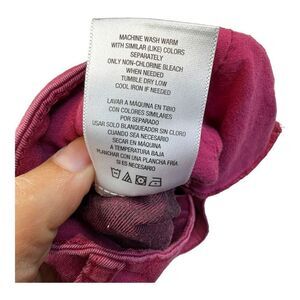 MACHINE WASH WARM
WITH SIMILAR (LIKE) COLORS
SEPARATELY
ONLY NON-CHLORINE BLEACH
WHEN NEEDED
TUMBLE DRY LOW
COOL IRON IF NEEDED
LAVAR A MÁQUINA EN TIBIO
CON COLORES SIMILARES
POR SEPARADO
USAR SOLO BLANQUEADOR SIN CLORO
CUANDO SEA NECESARIO
SECAR EN MÁQUINA
A TEMPERATURA BAJA
PLANCHAR CON UNA PLANCHA FRÍA
SI ES NECESARIO